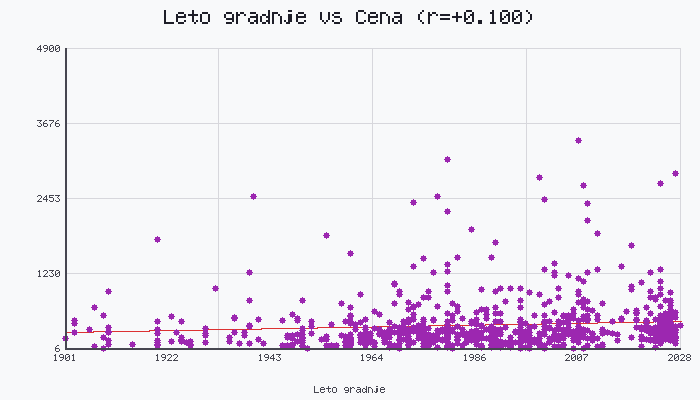 Leto gradnje vs Cena (r=+0.100)
4900
3676
2453
1230
6
1901 1922 1943 1964 1986 2007 2028
Leto gradnje